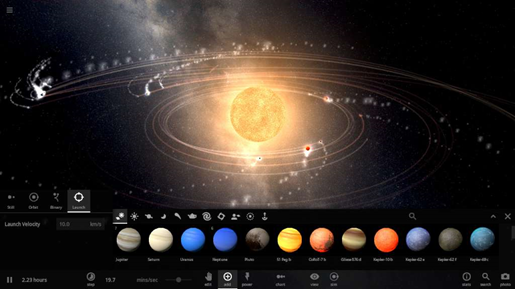 Still Orbit Binary Launch
Launch Velocity 10.0 km/s
Jupiter Saturn Uranus Neptune Pluto 51 Peg b CoRoT-7 b Gliese 876 d Kepler-10 b Kepler-62 e Kepler-62 f Kepler-69 c
2.23 hours step 19.7 mins/sec edit add power chart view sim stats search photo